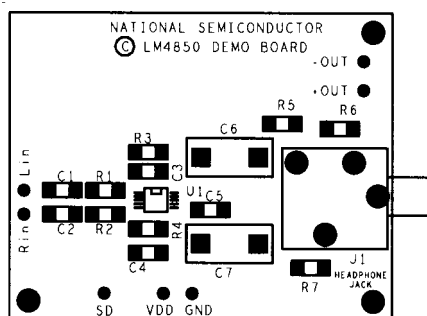 NATIONAL SEMICONDUCTOR
© LM4850 DEMO BOARD
-OUT
+OUT
R5
R6
C6
R3
C3
Lin
C1
R1
U1
C5
Rin
C2
R2
R4
C4
C7
J1
HEADPHONE
JACK
R7
SD
VDD
GND